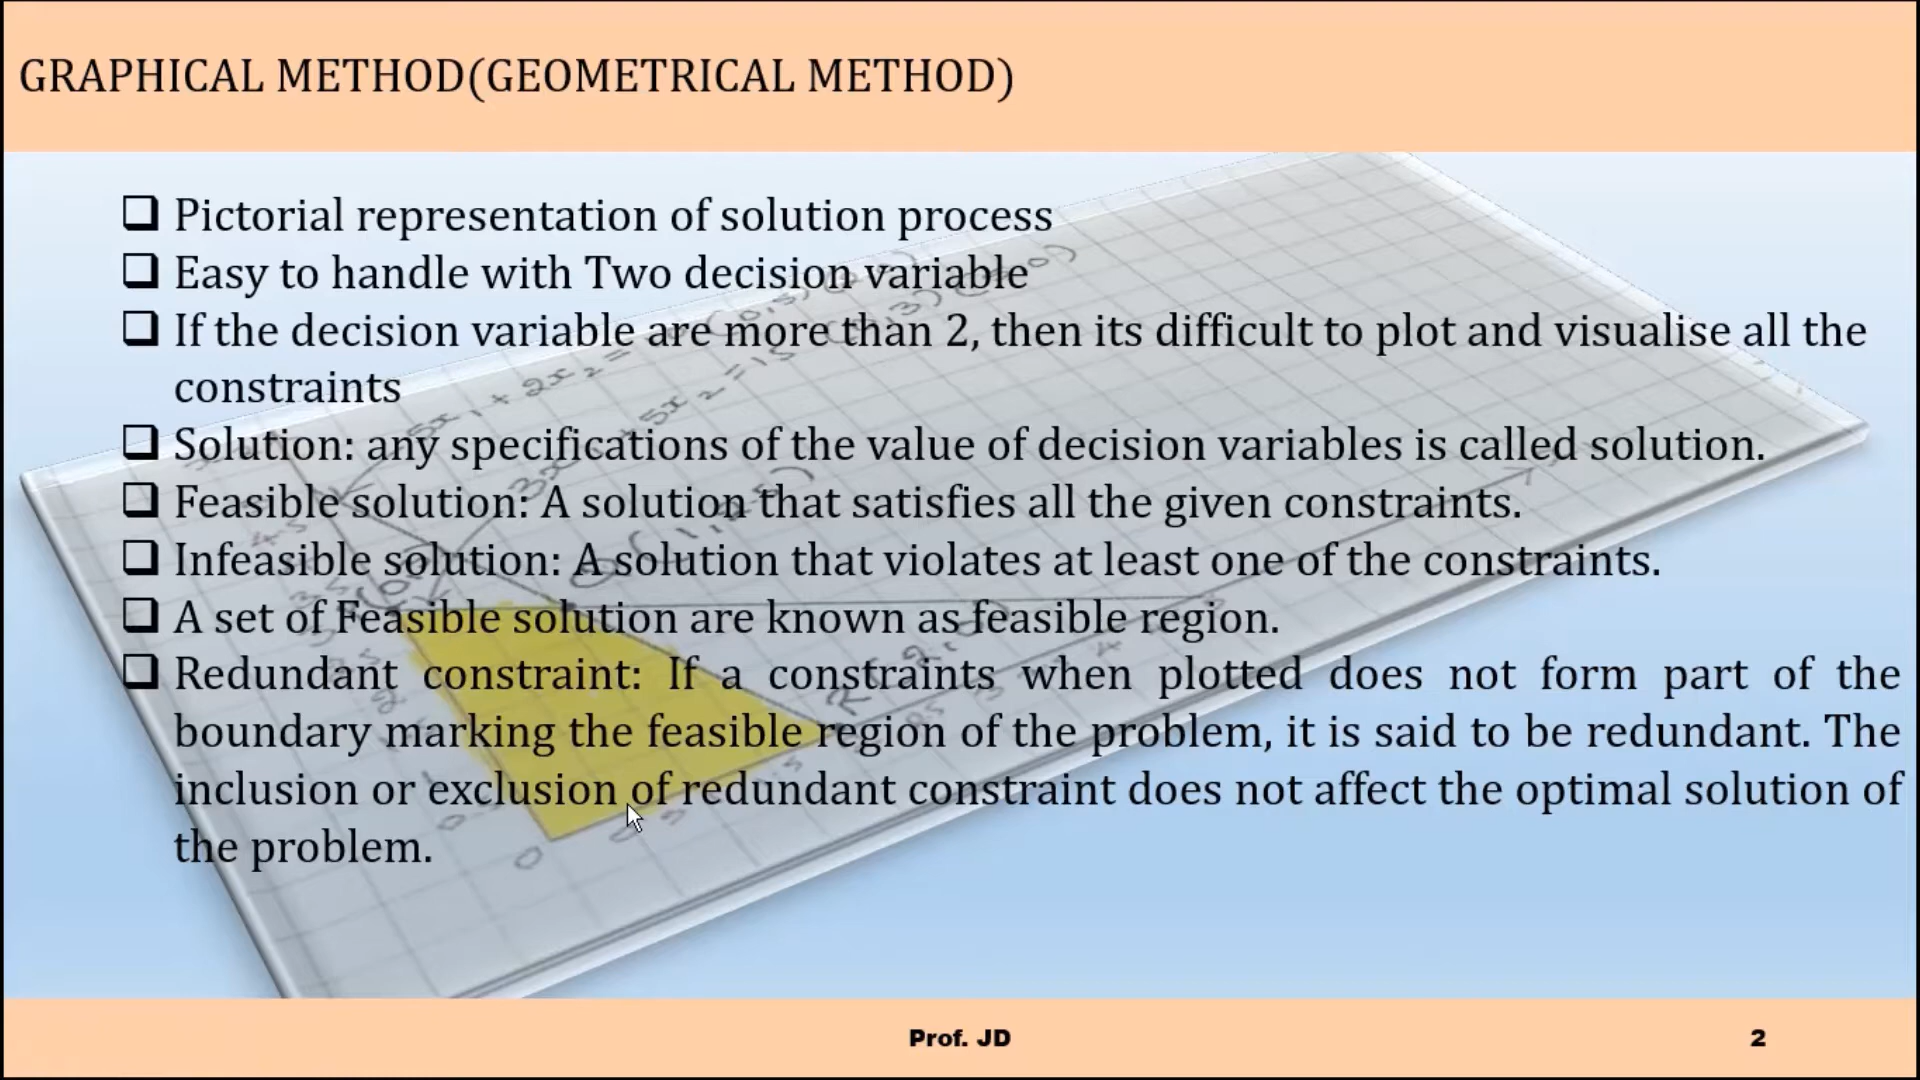 GRAPHICAL METHOD(GEOMETRICAL METHOD)
Pictorial representation of solution process
Easy to handle with Two decision variable
If the decision variable are more than 2, then its difficult to plot and visualise all the
constraints
Solution: any specifications of the value of decision variables is called solution.
Feasible solution: A solution that satisfies all the given constraints.
Infeasible solution: A solution that violates at least one of the constraints.
A set of Feasible solution are known as feasible region.
Redundant constraint: If a constraints when plotted does not form part of the
boundary marking the feasible region of the problem, it is said to be redundant. The
inclusion or exclusion of redundant constraint does not affect the optimal solution of
the problem.
Prof. JD
2